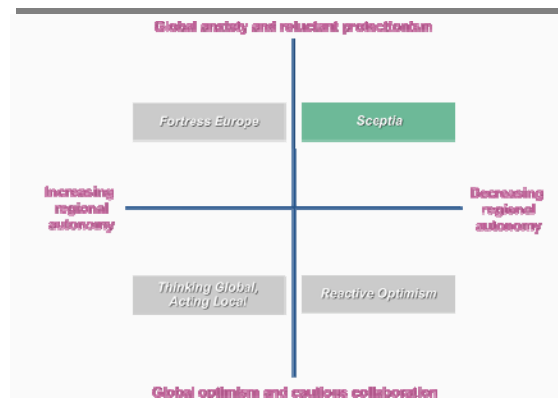 Global anxiety and reluctant protectionism
Fortress Europe
Sceptia
Increasing
regional
autonomy
Decreasing
regional
autonomy
Thinking Global,
Acting Local
Reactive Optimism
Global optimism and cautious collaboration